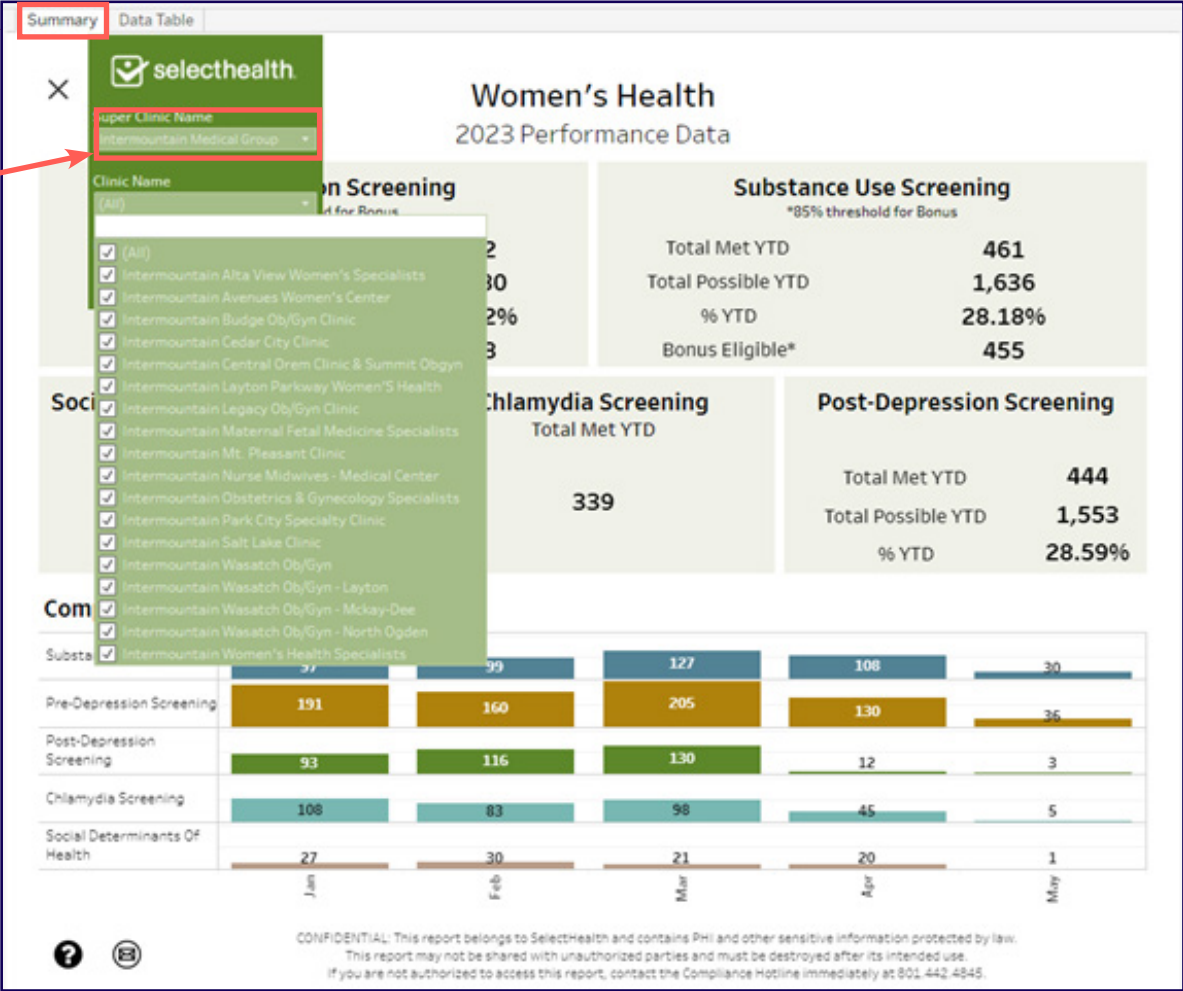 Summary Data Table
selecthealth.
Women's Health
2023 Performance Data
Super Clinic Name
Intermountain Medical Group
Clinic Name
(All)
(All)
Intermountain Alta View Women's Specialists
Intermountain Avenues Women's Center
Intermountain Budge Ob/Gyn Clinic
Intermountain Cedar City Clinic
Intermountain Central Orem Clinic & Summit Obgyn
Intermountain Layton Parkway Women'S Health
Intermountain Legacy Ob/Gyn Clinic
Intermountain Maternal Fetal Medicine Specialists
Intermountain Mt. Pleasant Clinic
Intermountain Nurse Midwives - Medical Center
Intermountain Obstetrics & Gynecology Specialists
Intermountain Park City Specialty Clinic
Intermountain Salt Lake Clinic
Intermountain Wasatch Ob/Gyn
Intermountain Wasatch Ob/Gyn - Layton
Intermountain Wasatch Ob/Gyn - Mckay-Dee
Intermountain Wasatch Ob/Gyn - North Ogden
Intermountain Women's Health Specialists
Screening
for Bonus
Substance Use Screening
*85% threshold for Bonus
Total Met YTD 461
Total Possible YTD 1,636
% YTD 28.18%
Bonus Eligible* 455
Chlamydia Screening
Total Met YTD
339
Post-Depression Screening
Total Met YTD 444
Total Possible YTD 1,553
% YTD 28.59%
99 127 108 30
Pre-Depression Screening 191 160 205 130 36
Post-Depression
Screening 93 116 130 12 3
Chlamydia Screening 108 83 98 45 5
Social Determinants Of
Health 27 30 21 20 1
Jan Feb Mar Apr May
CONFIDENTIAL: This report belongs to SelectHealth and contains PHI and other sensitive information protected by law.
This report may not be shared with unauthorized parties and must be destroyed after its intended use.
If you are not authorized to access this report, contact the Compliance Hotline immediately at 801.442.4845.